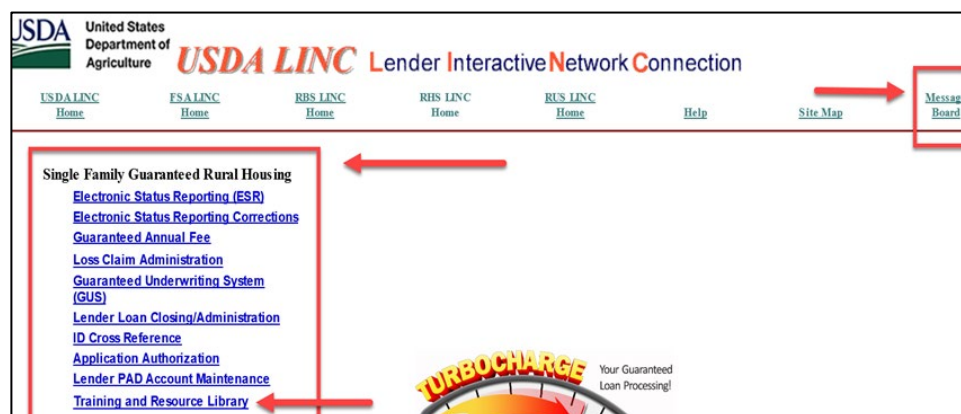 USDA
United States
Department of
Agriculture
USDA LINC Lender Interactive Network Connection
USDA LINC Home
FSA LINC Home
RBS LINC Home
RHS LINC Home
RUS LINC Home
Help
Site Map
Board
Single Family Guaranteed Rural Housing
Electronic Status Reporting (ESR)
Electronic Status Reporting Corrections
Guaranteed Annual Fee
Loss Claim Administration
Guaranteed Underwriting System
(GUS)
Lender Loan Closing/Administration
ID Cross Reference
Application Authorization
Lender PAD Account Maintenance
Training and Resource Library
TURBOCHARGE
Your Guaranteed
Loan Processing!